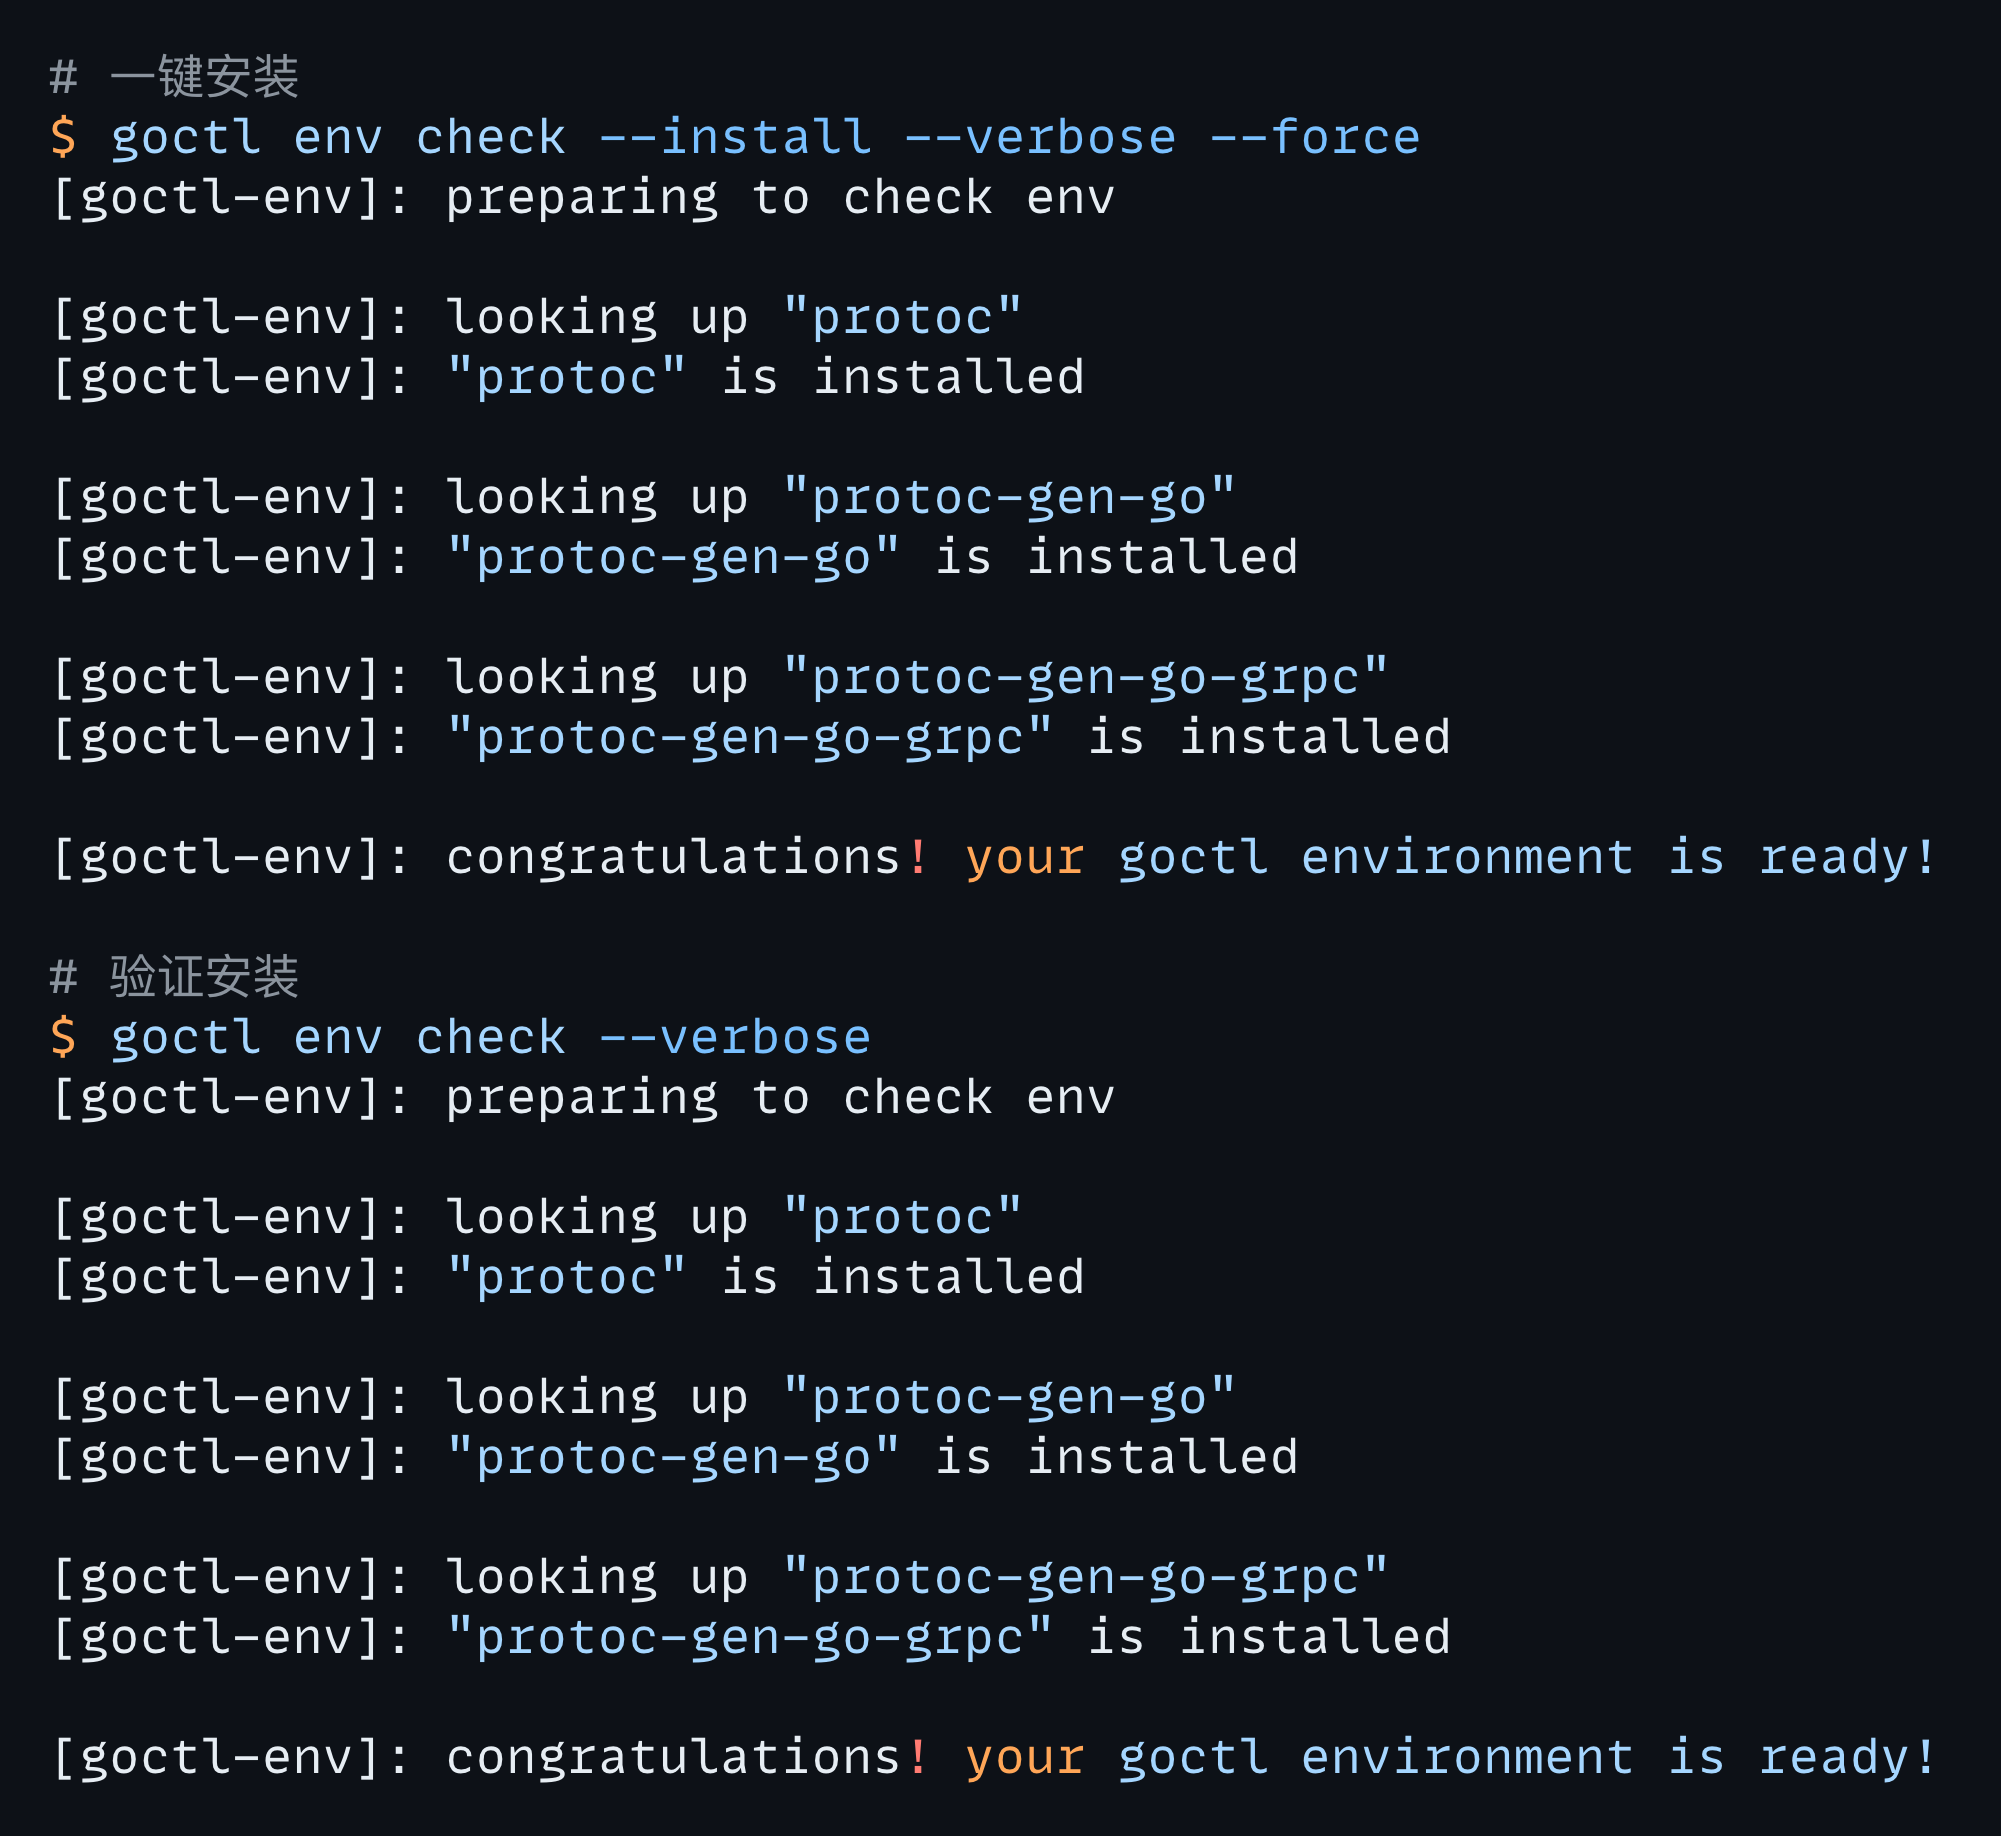 # 一键安装
$ goctl env check --install --verbose --force
[goctl-env]: preparing to check env
[goctl-env]: looking up "protoc"
[goctl-env]: "protoc" is installed
[goctl-env]: looking up "protoc-gen-go"
[goctl-env]: "protoc-gen-go" is installed
[goctl-env]: looking up "protoc-gen-go-grpc"
[goctl-env]: "protoc-gen-go-grpc" is installed
[goctl-env]: congratulations! your goctl environment is ready!
# 验证安装
$ goctl env check --verbose
[goctl-env]: preparing to check env
[goctl-env]: looking up "protoc"
[goctl-env]: "protoc" is installed
[goctl-env]: looking up "protoc-gen-go"
[goctl-env]: "protoc-gen-go" is installed
[goctl-env]: looking up "protoc-gen-go-grpc"
[goctl-env]: "protoc-gen-go-grpc" is installed
[goctl-env]: congratulations! your goctl environment is ready!